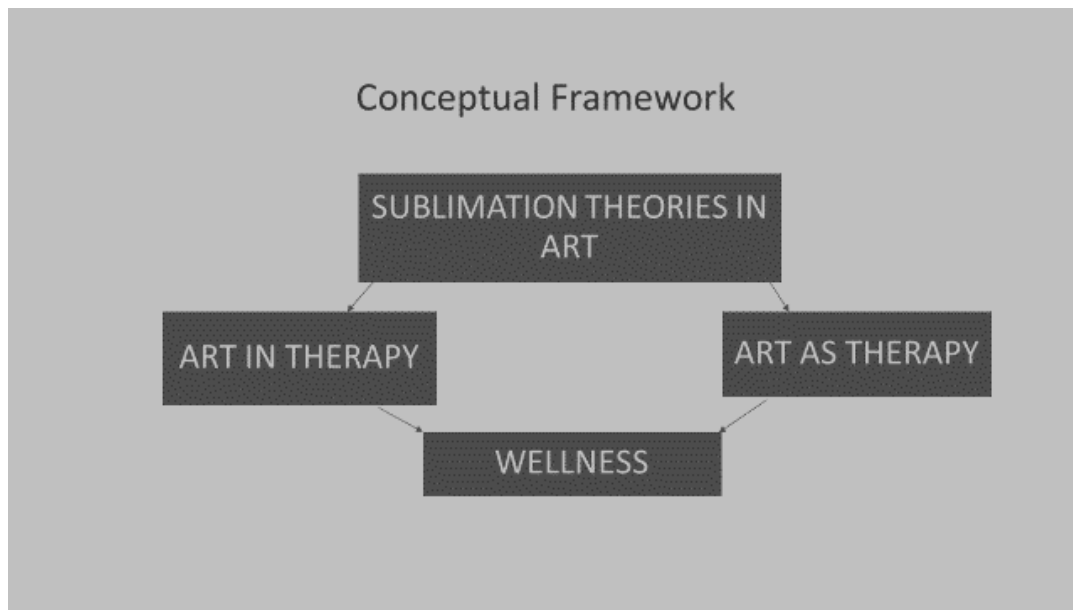 Conceptual Framework
SUBLIMATION THEORIES IN
ART
ART IN THERAPY
ART AS THERAPY
WELLNESS